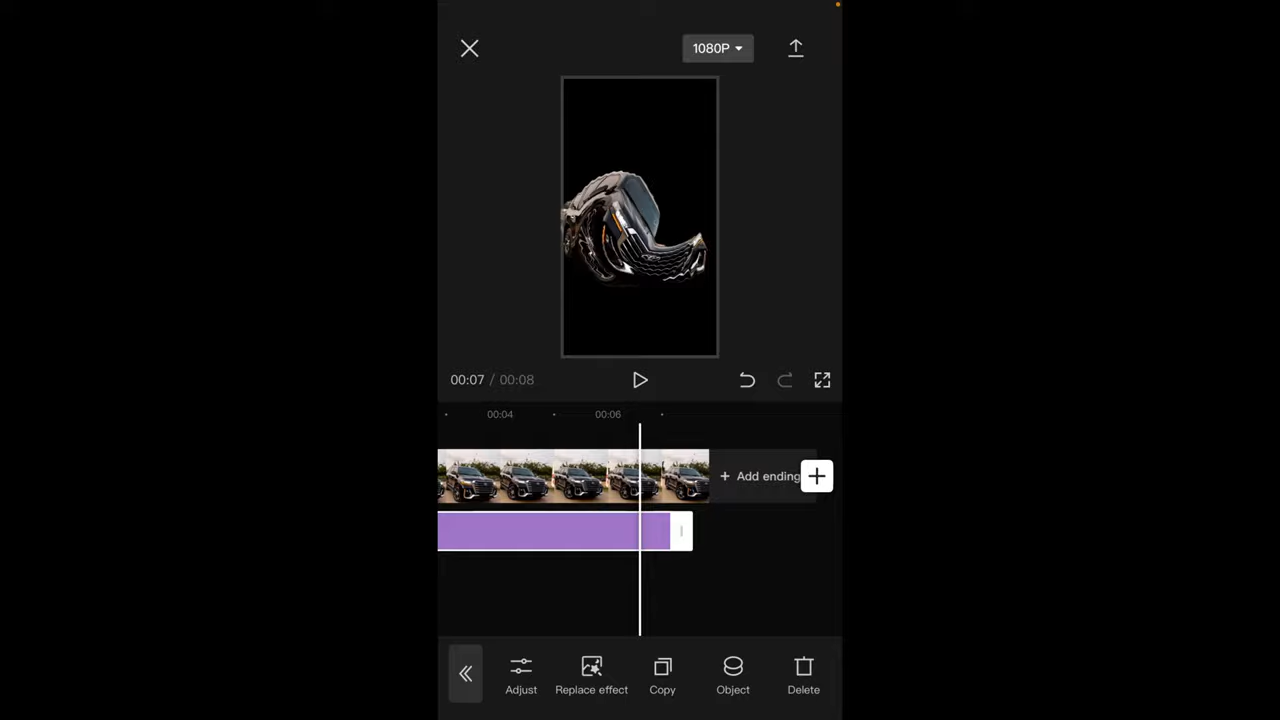 1080P
00:07 / 00:08
00:04
00:06
+ Add ending
Adjust
Replace effect
Copy
Object
Delete